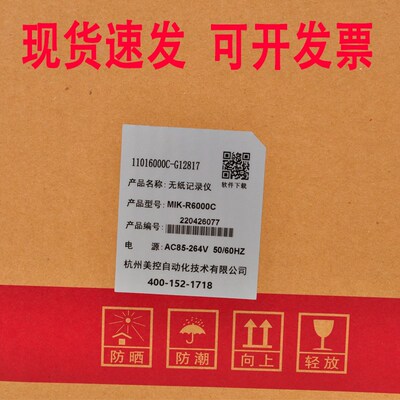 现货速发 可开发票
11016000C-G12817
软件下载
产品名称: 无纸记录仪
产品型号: MIK-R6000C
产品编号:
220426077
电 源: AC85-264V 50/60HZ
杭州美控自动化技术有限公司
400-152-1718
防晒 防潮 向上 轻放